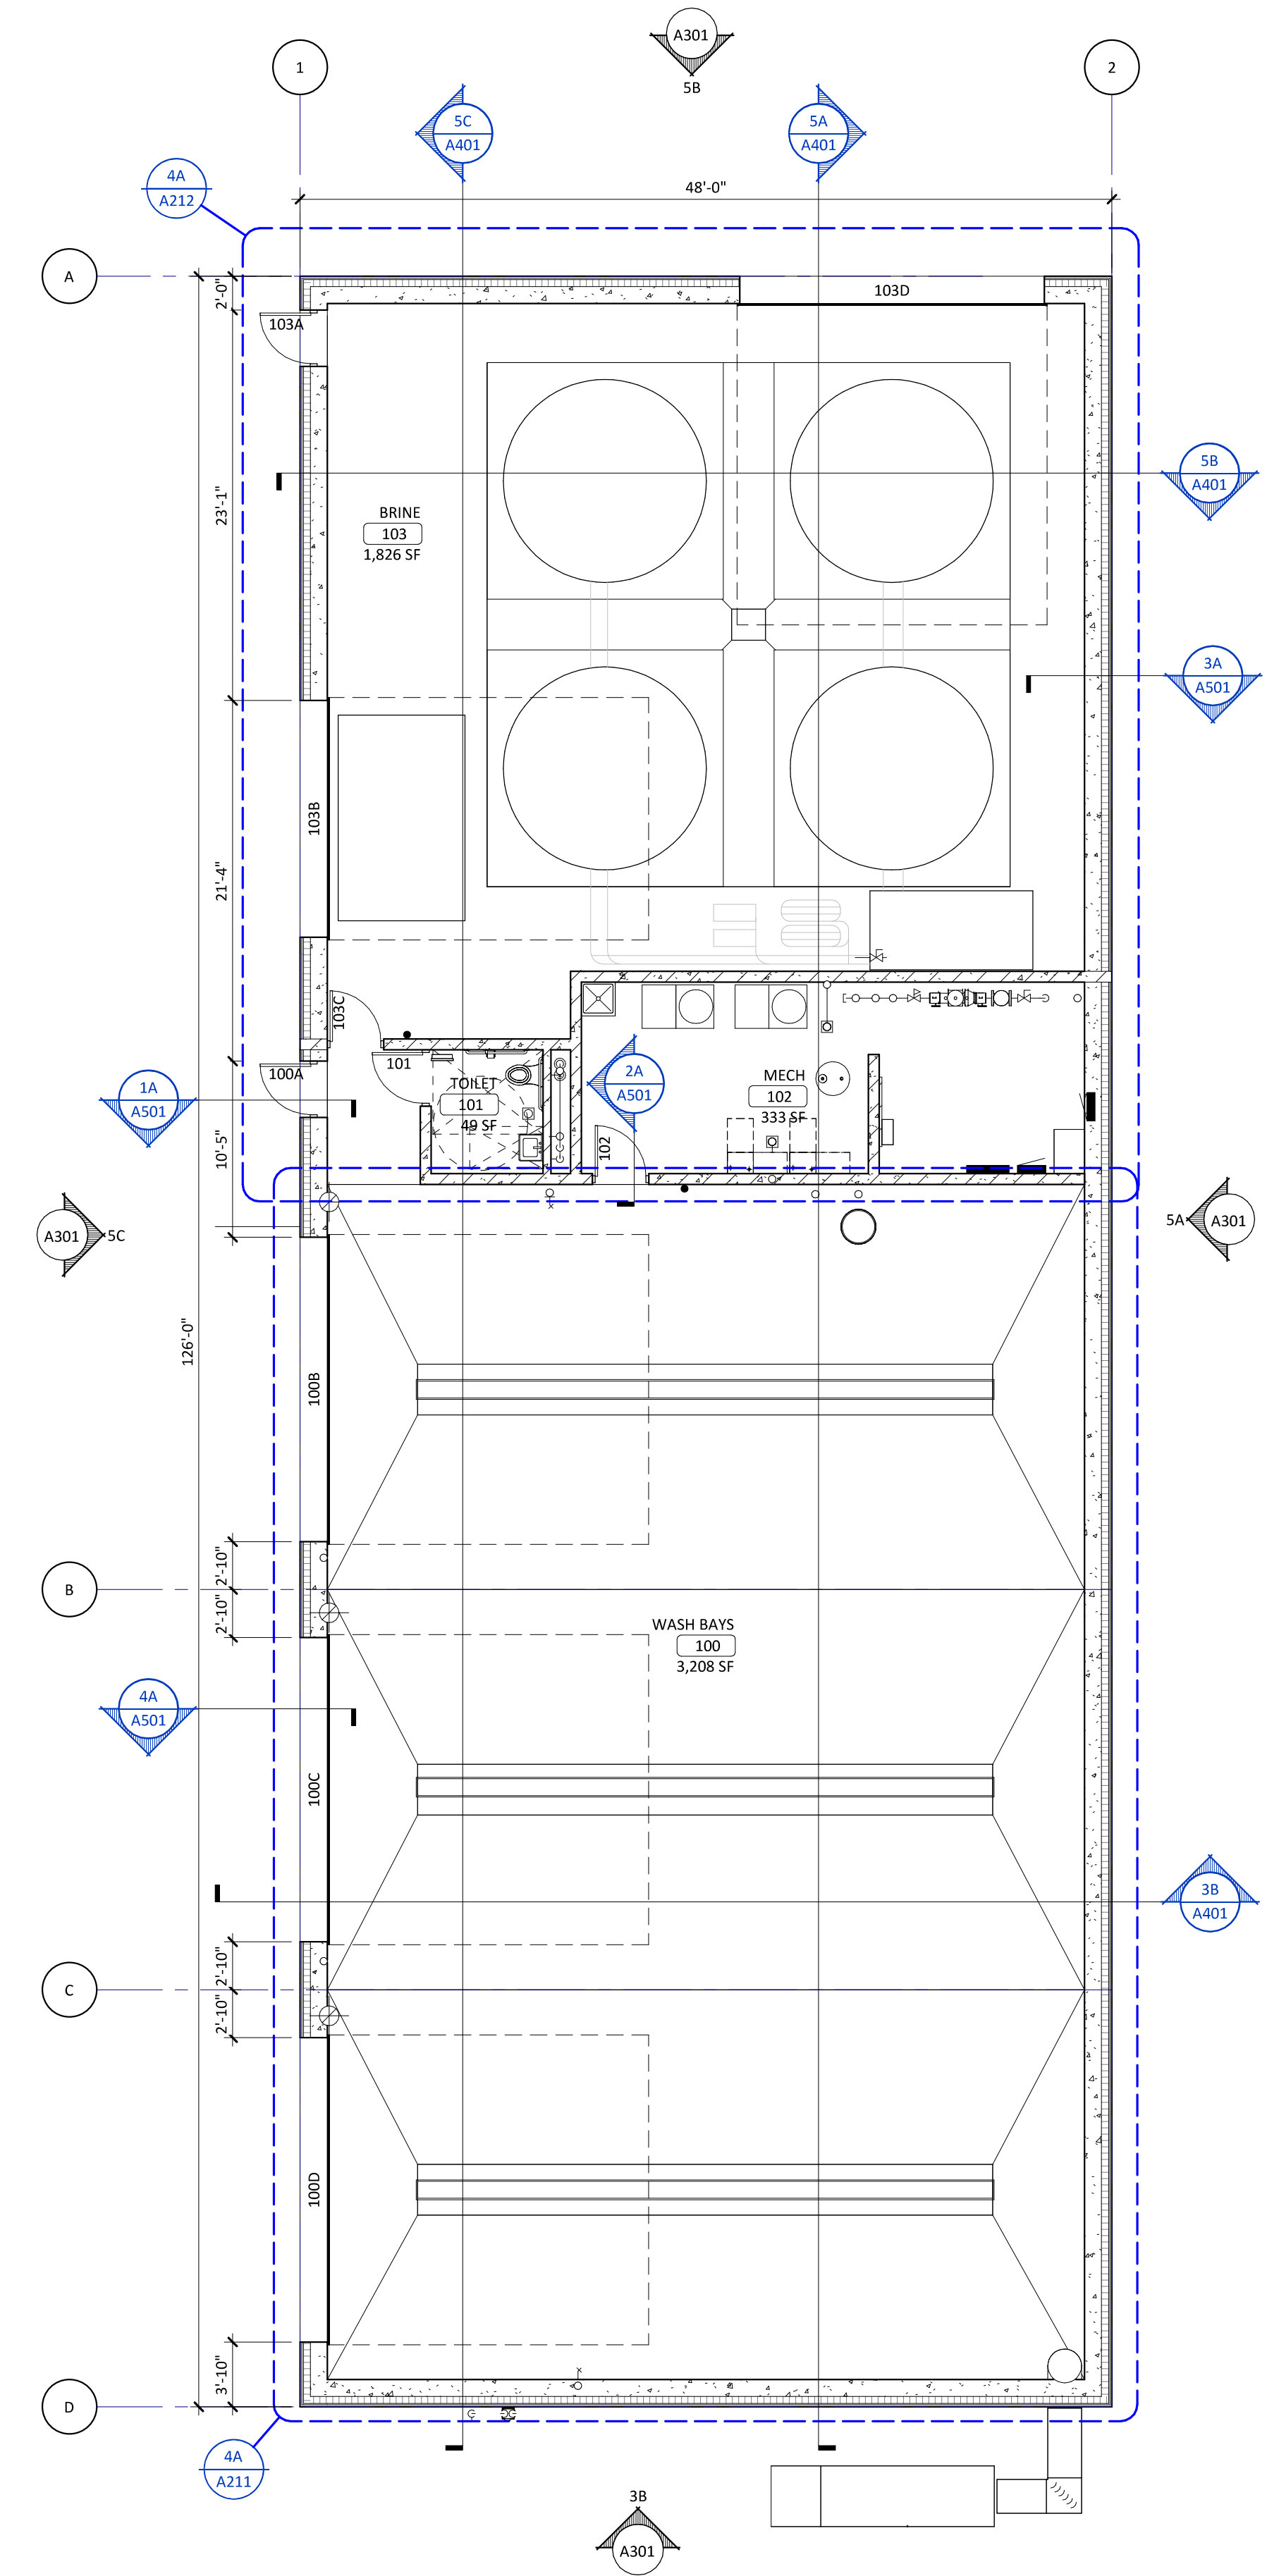 A301
5B
1
2
5C
A401
5A
A401
4A
A212
48'-0"
A
2'-0"
103D
103A
5B
A401
23'-1"
BRINE
103
1,826 SF
3A
A501
103B
21'-4"
103C
101
100A
TOILET
101
49 SF
2A
A501
MECH
102
333 SF
1A
A501
102
10'-5"
A301
5C
5A
A301
126'-0"
100B
2'-10"
B
2'-10"
WASH BAYS
100
3,208 SF
4A
A501
100C
3B
A401
2'-10"
C
2'-10"
100D
3'-10"
D
4A
A211
3B
A301